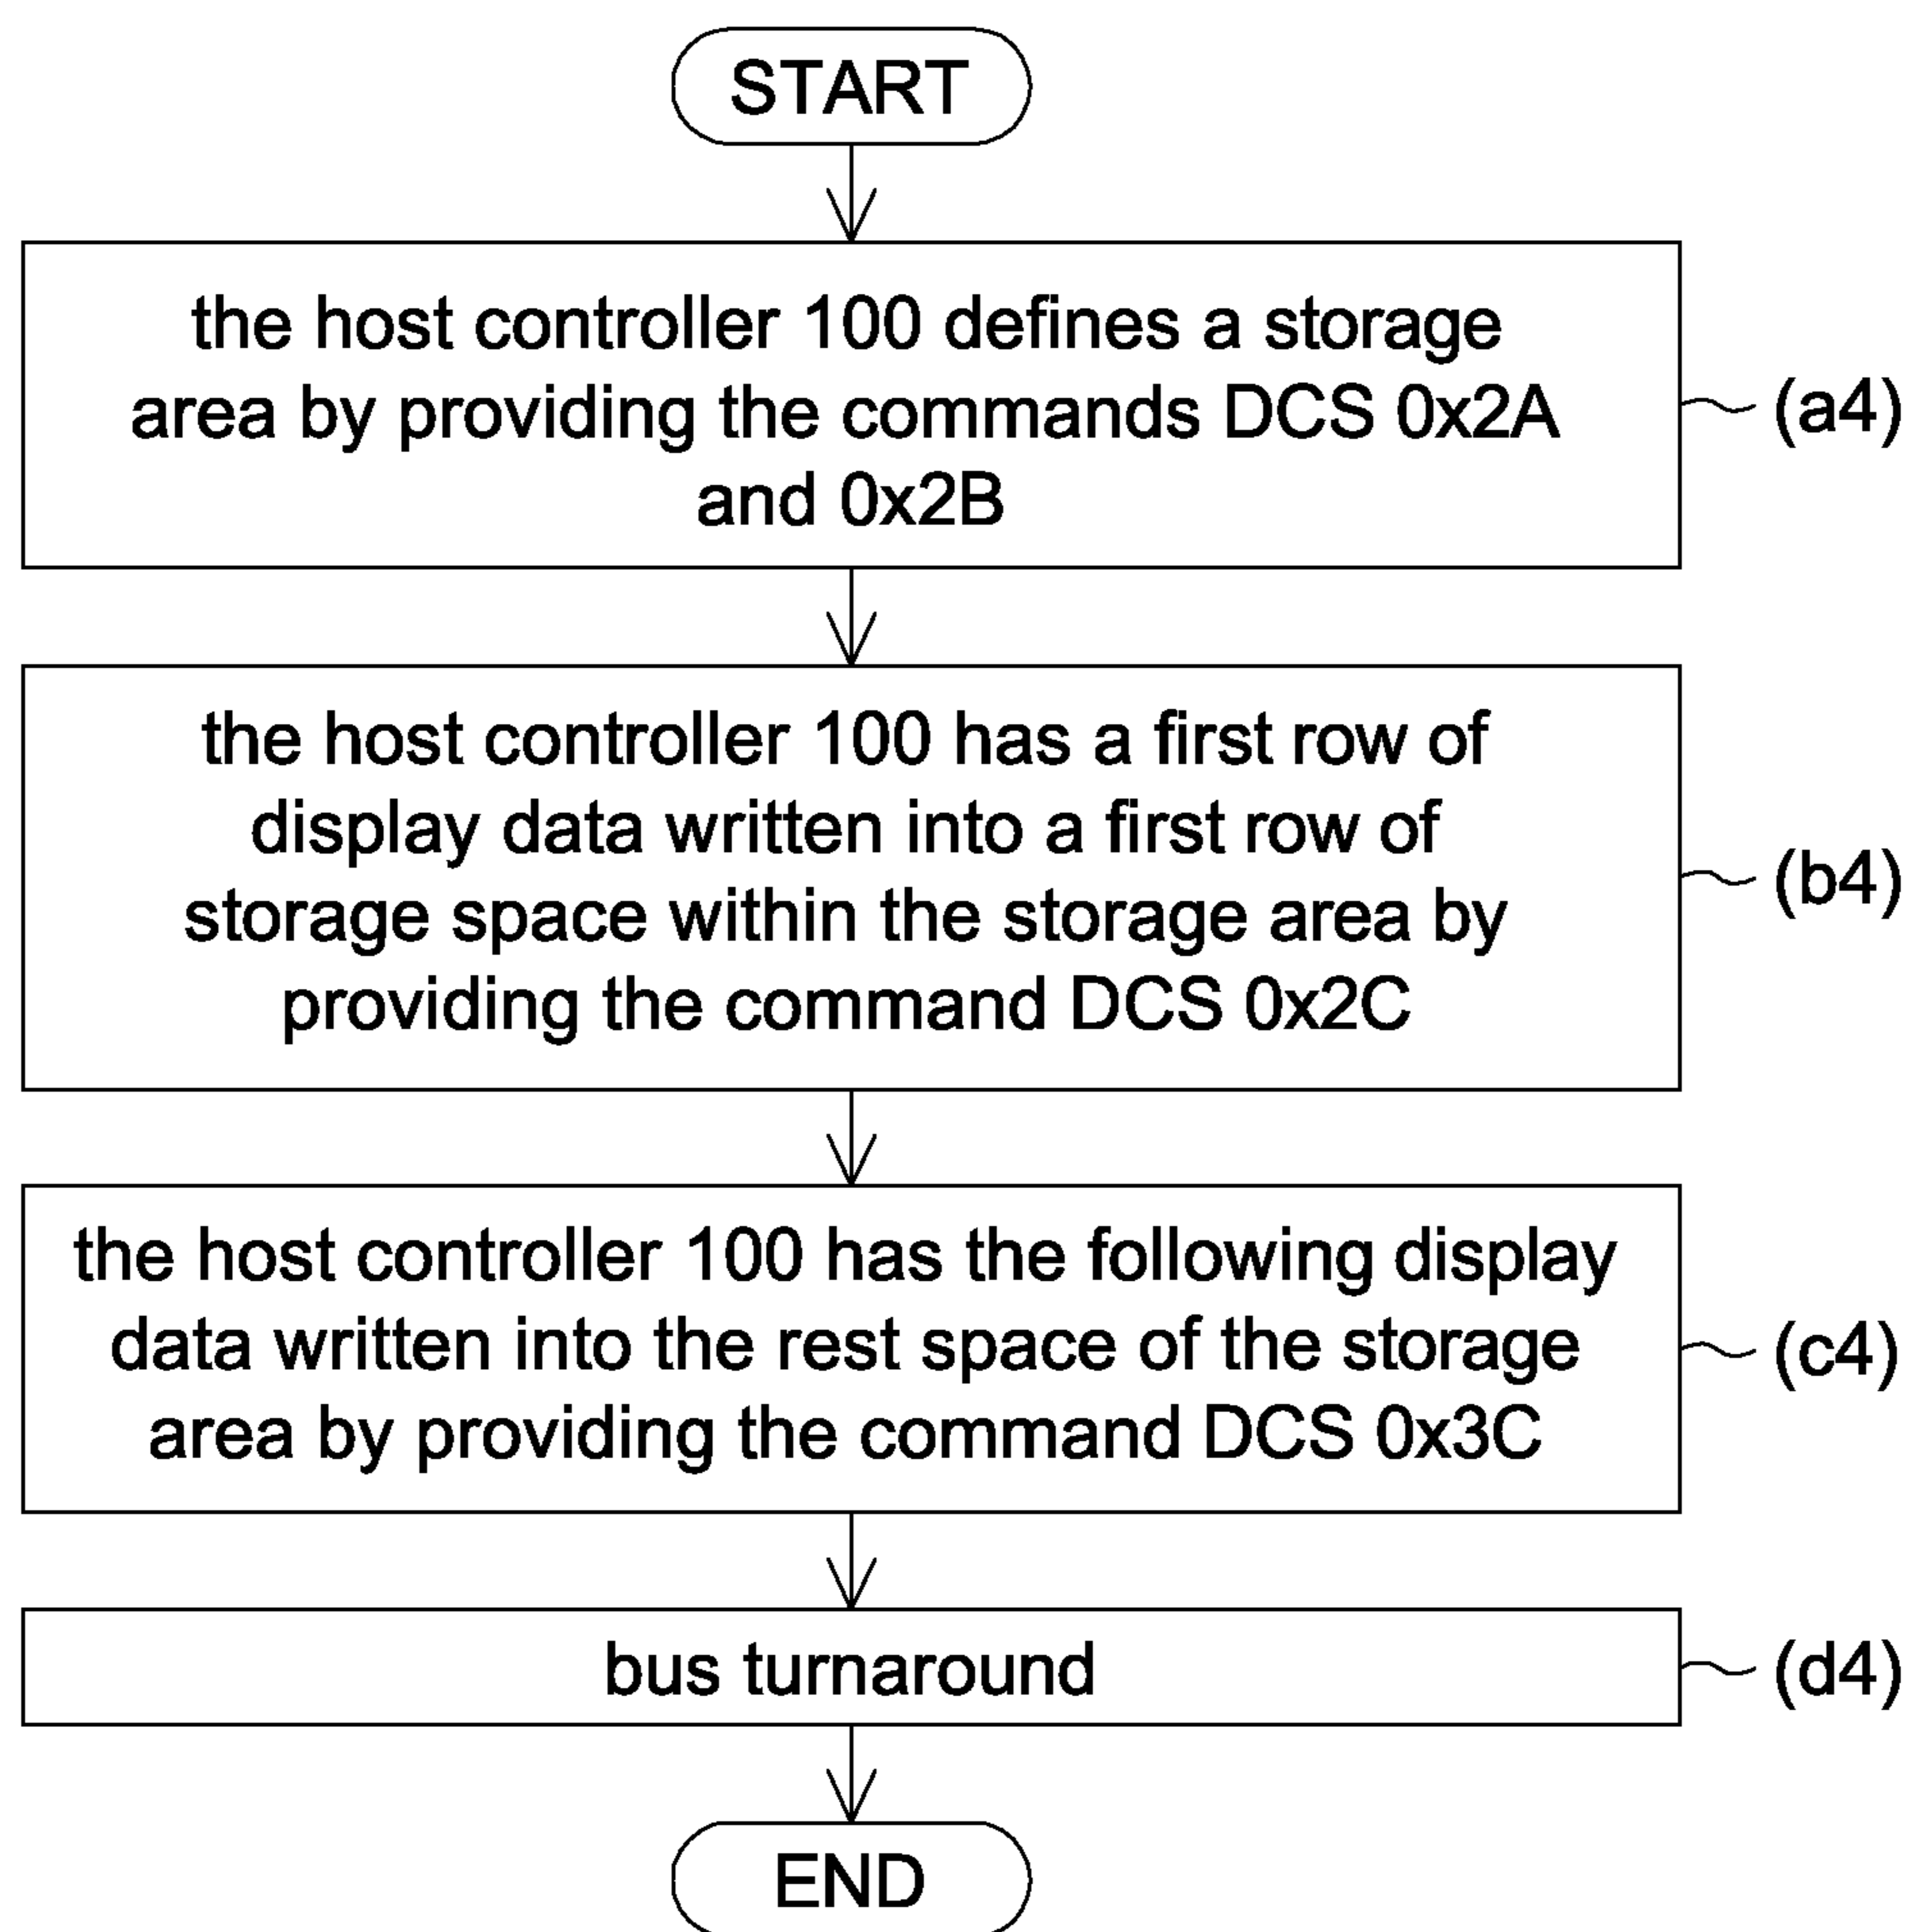 START
the host controller 100 defines a storage
area by providing the commands DCS 0x2A
and 0x2B
(a4)
the host controller 100 has a first row of
display data written into a first row of
storage space within the storage area by
providing the command DCS 0x2C
(b4)
the host controller 100 has the following display
data written into the rest space of the storage
area by providing the command DCS 0x3C
(c4)
bus turnaround
(d4)
END